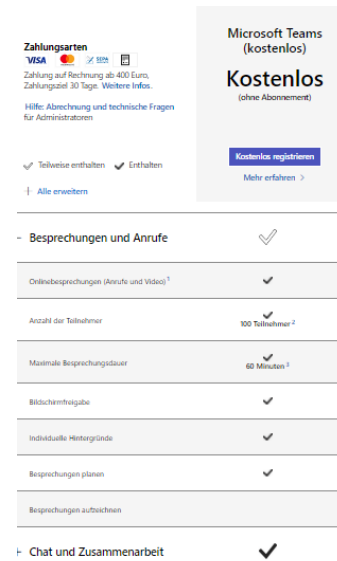 Microsoft Teams
(kostenlos)
Kostenlos
(ohne Abonnement)
Kostenlos registrieren
Mehr erfahren >
Zahlungsarten
VISA SEPA
Zahlung auf Rechnung ab 400 Euro,
Zahlungsziel 30 Tage. Weitere Infos.
Hilfe: Abrechnung und technische Fragen
für Administratoren
Teilweise enthalten Enthalten
+ Alle erweitern
Besprechungen und Anrufe
Onlinebesprechungen (Anrufe und Video) 1
Anzahl der Teilnehmer
100 Teilnehmer 2
Maximale Besprechungsdauer
60 Minuten 3
Bildschirmfreigabe
Individuelle Hintergründe
Besprechungen planen
Besprechungen aufzeichnen
Chat und Zusammenarbeit